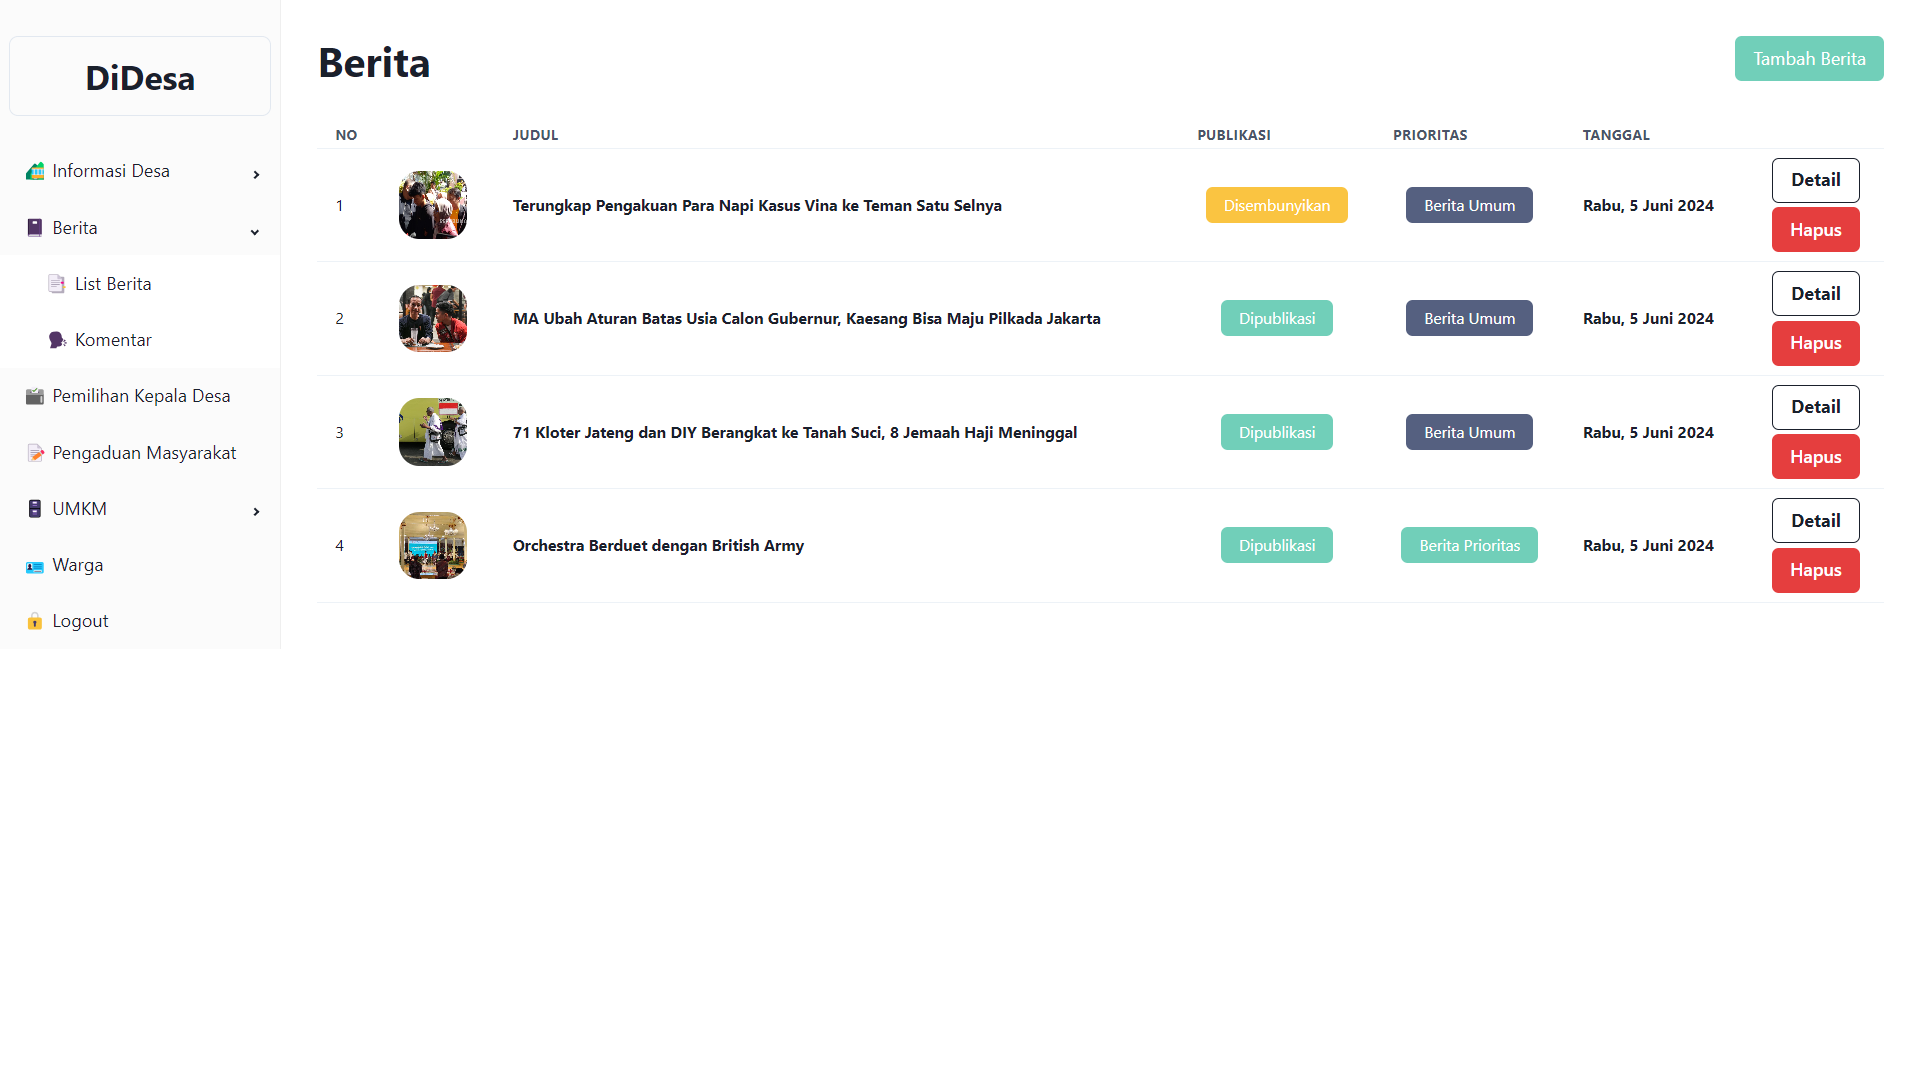 DiDesa
Informasi Desa
Berita
List Berita
Komentar
Pemilihan Kepala Desa
Pengaduan Masyarakat
UMKM
Warga
Logout
Berita
Tambah Berita
NO JUDUL PUBLIKASI PRIORITAS TANGGAL
1 Terungkap Pengakuan Para Napi Kasus Vina ke Teman Satu Selnya Disembunyikan Berita Umum Rabu, 5 Juni 2024 Detail
Hapus
2 MA Ubah Aturan Batas Usia Calon Gubernur, Kaesang Bisa Maju Pilkada Jakarta Dipublikasi Berita Umum Rabu, 5 Juni 2024 Detail
Hapus
3 71 Kloter Jateng dan DIY Berangkat ke Tanah Suci, 8 Jemaah Haji Meninggal Dipublikasi Berita Umum Rabu, 5 Juni 2024 Detail
Hapus
4 Orchestra Berduet dengan British Army Dipublikasi Berita Prioritas Rabu, 5 Juni 2024 Detail
Hapus